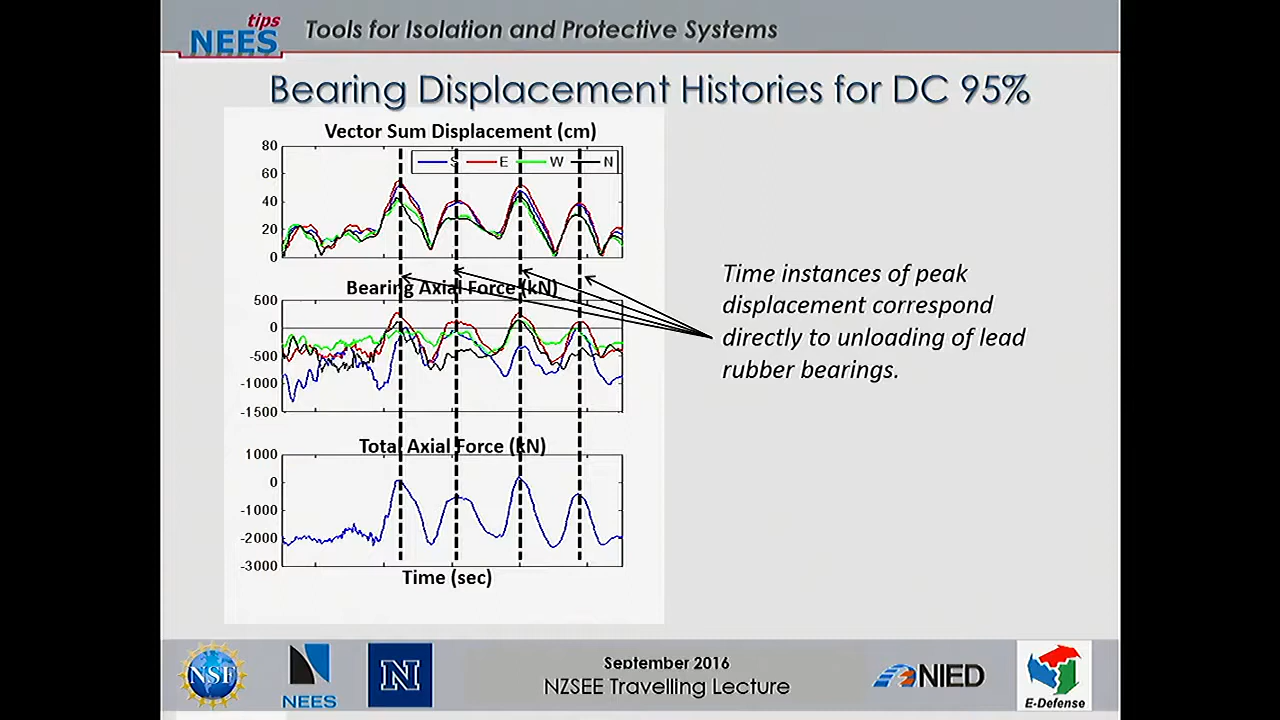 tips
NEES
Tools for Isolation and Protective Systems
Bearing Displacement Histories for DC 95%
Vector Sum Displacement (cm)
80
60
40
20
0
S E W N
Bearing Axial Force (kN)
500
0
-500
-1000
-1500
Time instances of peak
displacement correspond
directly to unloading of lead
rubber bearings.
Total Axial Force (kN)
1000
0
-1000
-2000
-3000
Time (sec)
NSF
NEES
N
September 2016
NZSEE Travelling Lecture
NIED
E-Defense